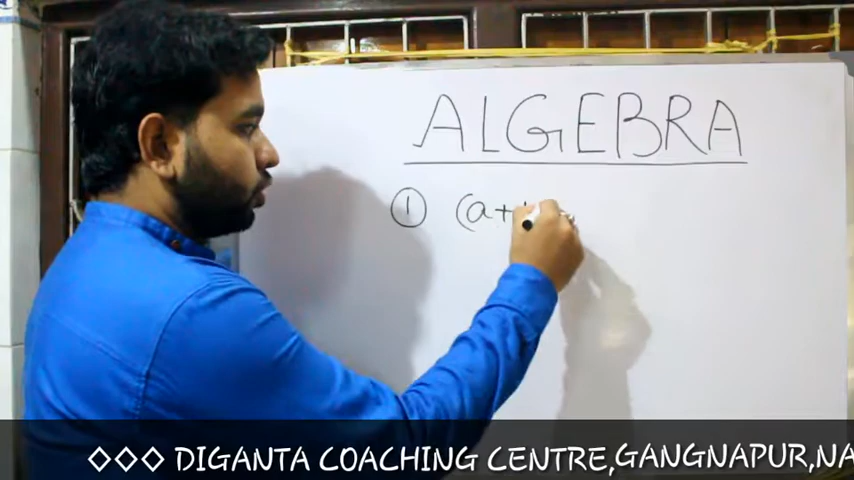 ALGEBRA
① (a+
◇◇◇ DIGANTA COACHING CENTRE,GANGNAPUR,NA